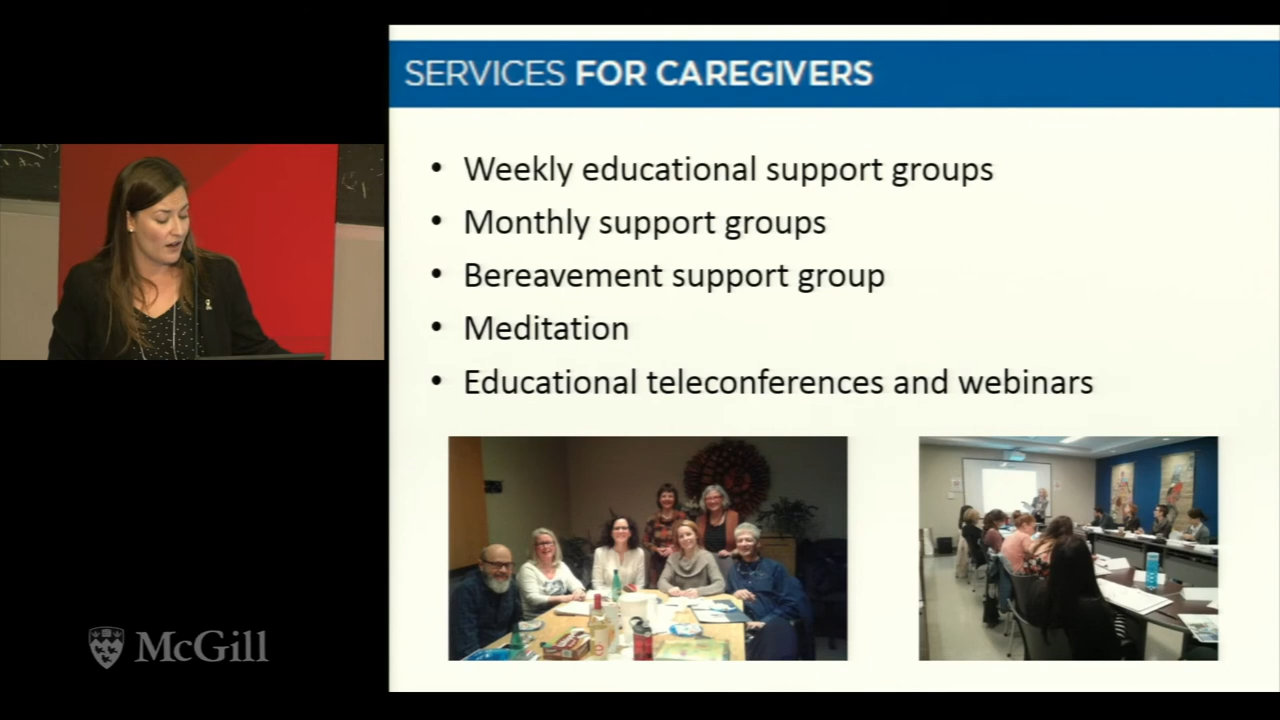 SERVICES FOR CAREGIVERS
• Weekly educational support groups
• Monthly support groups
• Bereavement support group
• Meditation
• Educational teleconferences and webinars
McGill